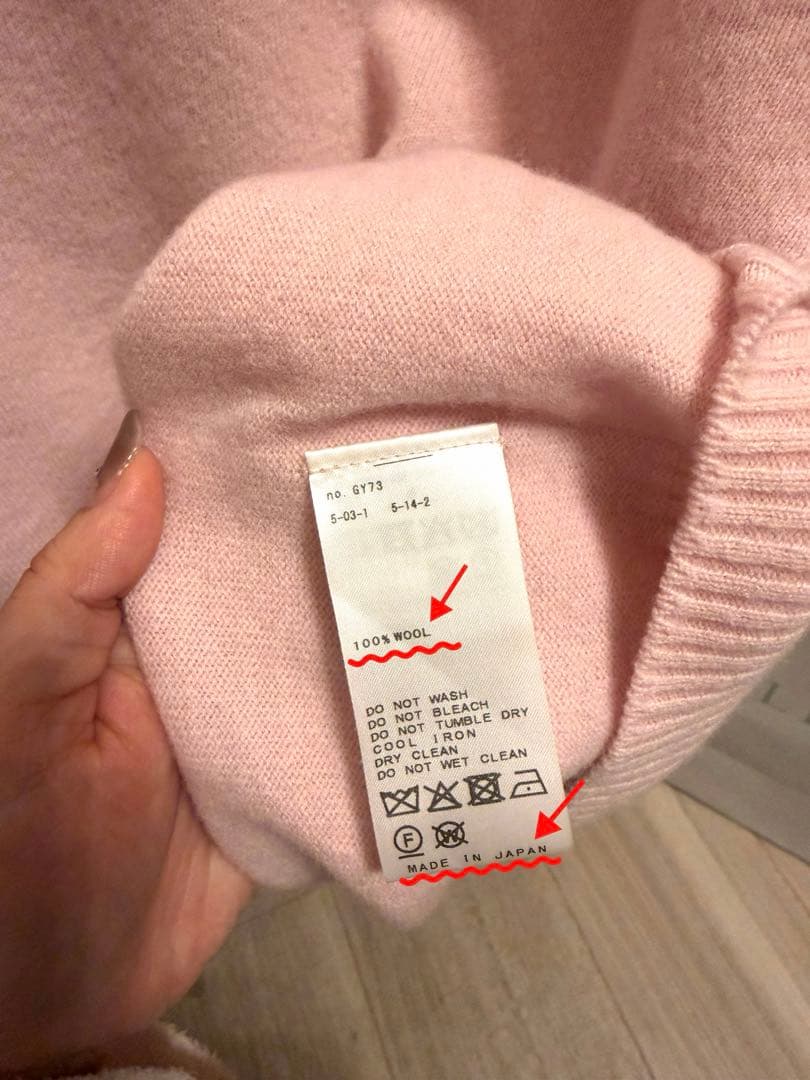 no. GY73
5-03-1 5-14-2
100% WOOL
DO NOT WASH
DO NOT BLEACH
DO NOT TUMBLE DRY
COOL IRON
DRY CLEAN
DO NOT WET CLEAN
F W
MADE IN JAPAN